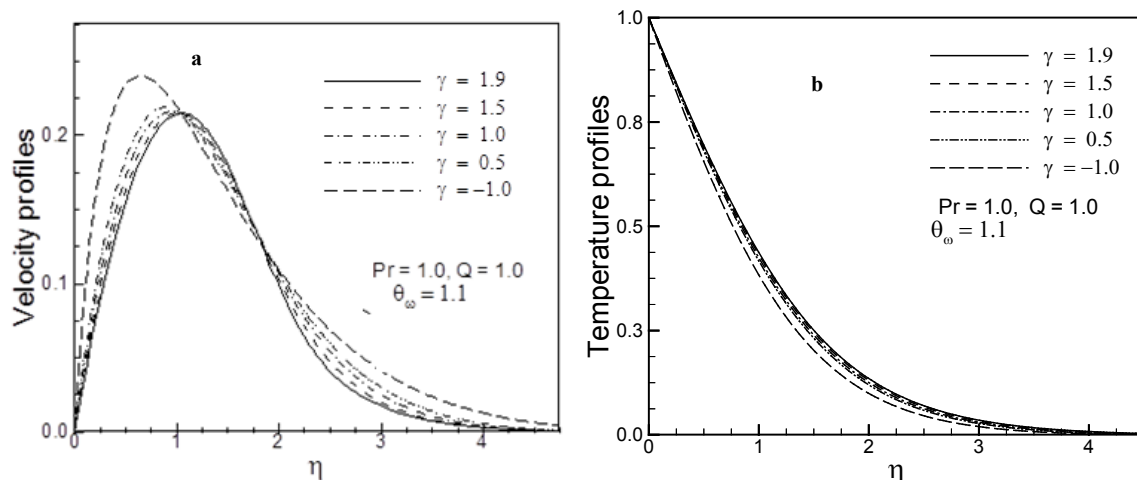 a
Velocity profiles
0.2
0.1
0.0
γ = 1.9
γ = 1.5
γ = 1.0
γ = 0.5
γ = −1.0
Pr = 1.0, Q = 1.0
θω = 1.1
0 1 2 3 4
η
b
Temperature profiles
1.0
0.8
0.5
0.3
0.0
γ = 1.9
γ = 1.5
γ = 1.0
γ = 0.5
γ = −1.0
Pr = 1.0, Q = 1.0
θω = 1.1
0 1 2 3 4
η